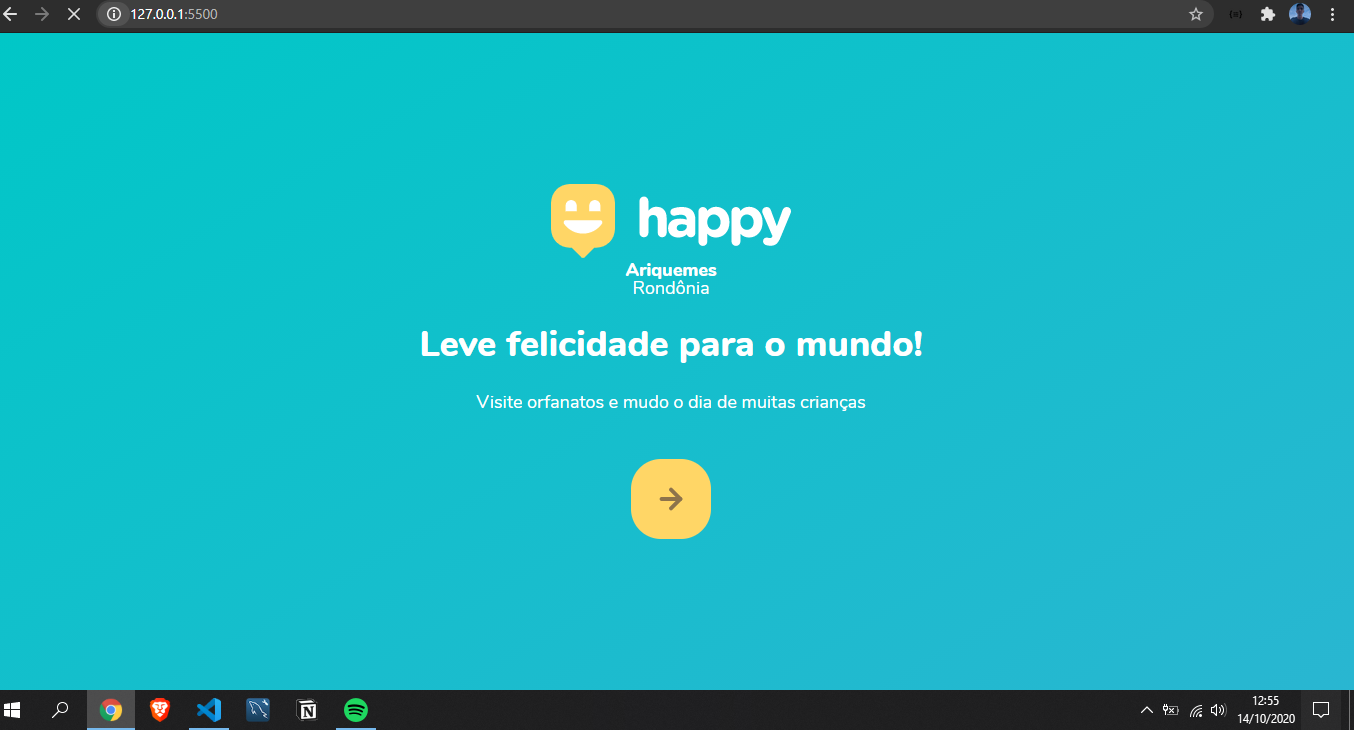 127.0.0.1:5500
happy
Ariquemes
Rondônia
Leve felicidade para o mundo!
Visite orfanatos e mudo o dia de muitas crianças
12:55
14/10/2020